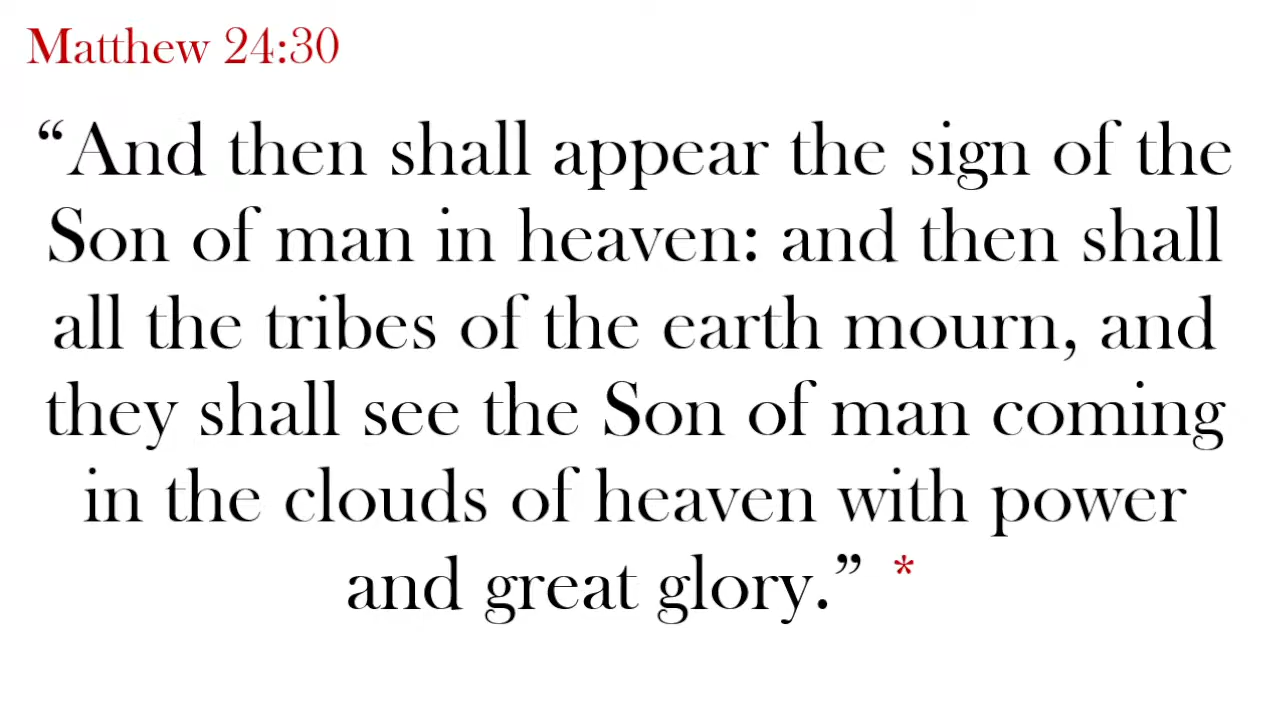 Matthew 24:30
“And then shall appear the sign of the
Son of man in heaven: and then shall
all the tribes of the earth mourn, and
they shall see the Son of man coming
in the clouds of heaven with power
and great glory.” *